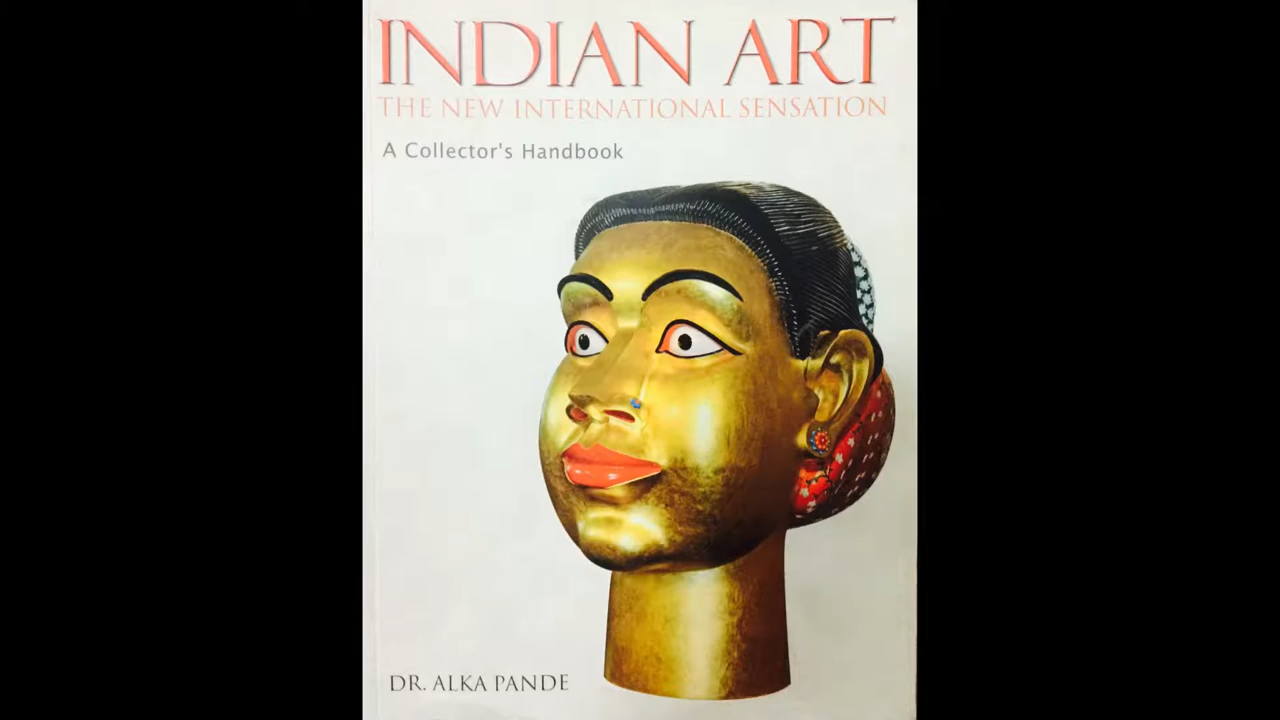 INDIAN ART
THE NEW INTERNATIONAL SENSATION
A Collector's Handbook
DR. ALKA PANDE